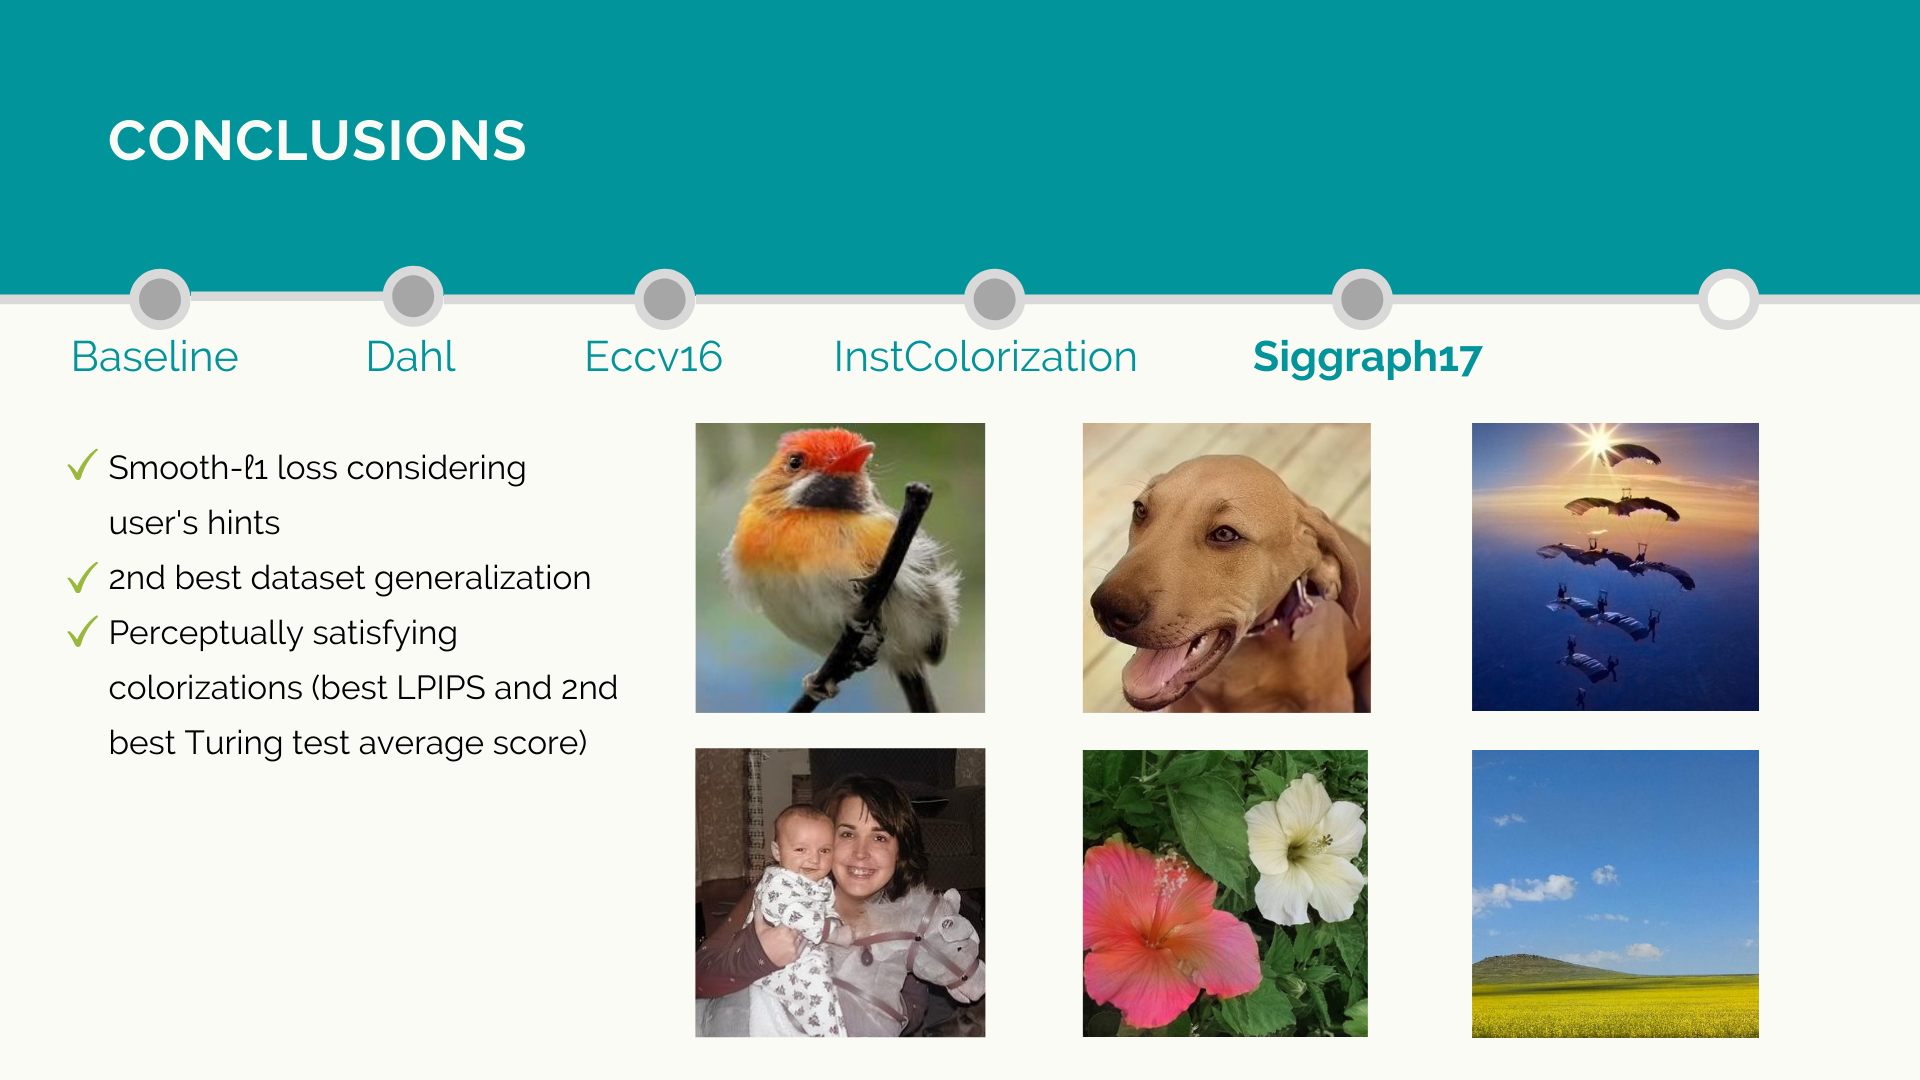 CONCLUSIONS
Baseline Dahl Eccv16 InstColorization Siggraph17
Smooth-ℓ1 loss considering
user's hints
2nd best dataset generalization
Perceptually satisfying
colorizations (best LPIPS and 2nd
best Turing test average score)